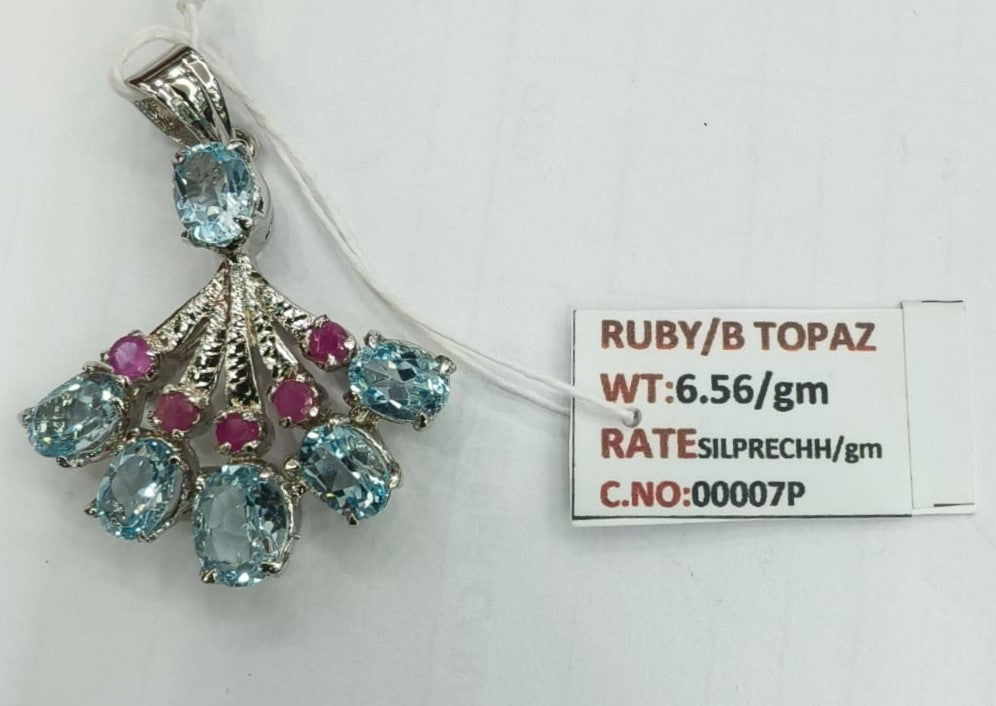 RUBY/B TOPAZ
WT:6.56/gm
RATESILPRECHH/gm
C.NO:00007P